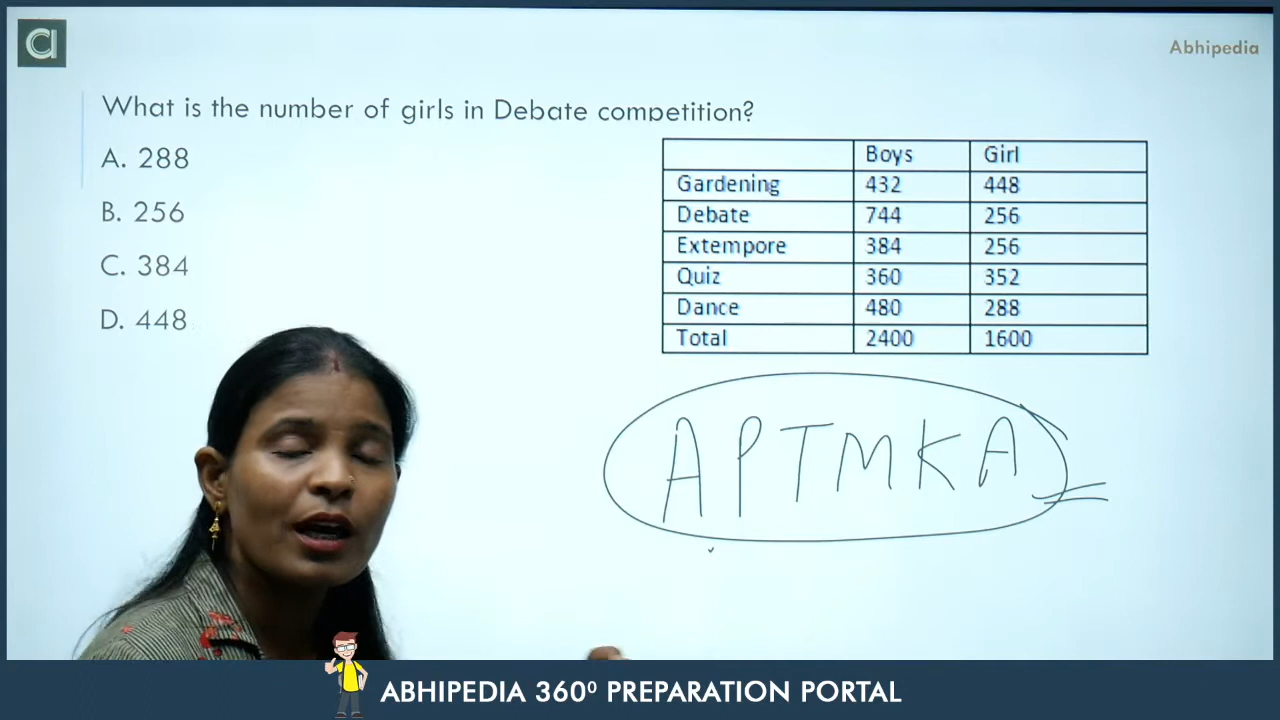 Abhipedia
What is the number of girls in Debate competition?
A. 288
B. 256
C. 384
D. 448
Boys Girl
Gardening 432 448
Debate 744 256
Extempore 384 256
Quiz 360 352
Dance 480 288
Total 2400 1600
APTMKA
ABHIPEDIA 360⁰ PREPARATION PORTAL